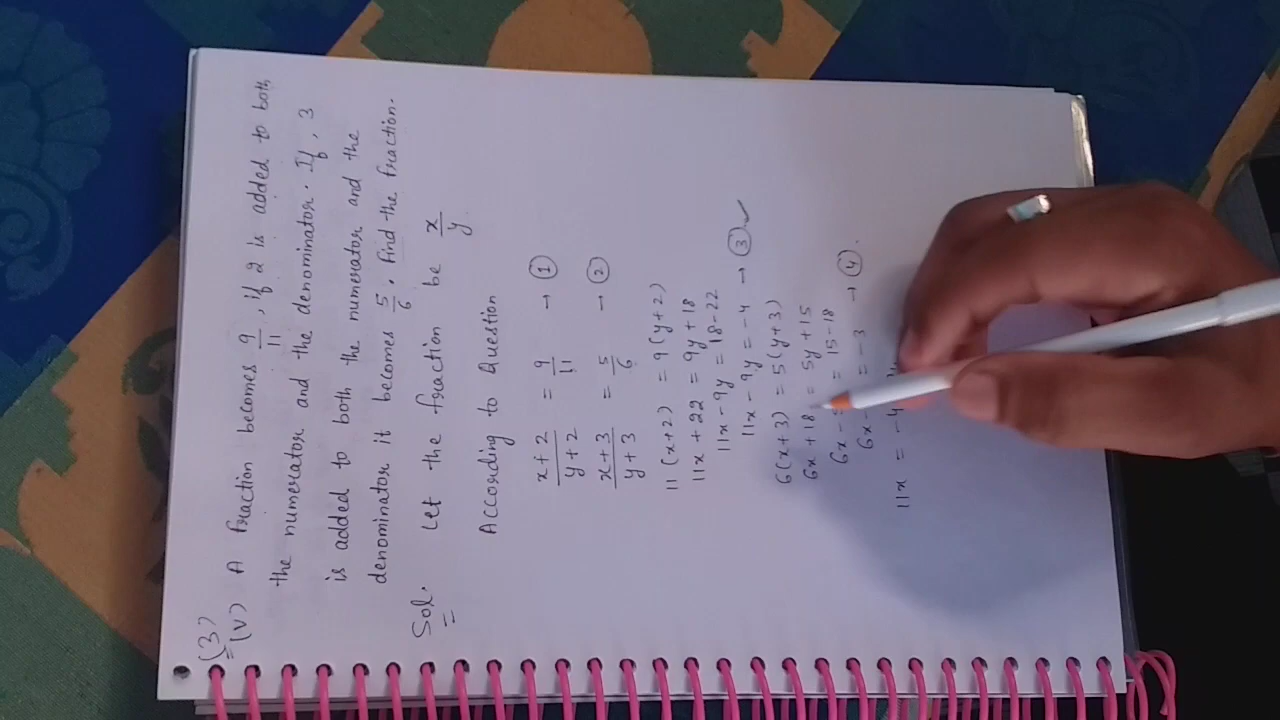 (3)
(V) A fraction becomes 9/11, if 2 is added to both
the numerator and the denominator. If, 3
is added to both the numerator and the
denominator it becomes 5/6. Find the fraction.
Sol. Let the fraction be x/y
According to Question
x+2/y+2 = 9/11 → ①
x+3/y+3 = 5/6 → ②
11(x+2) = 9(y+2)
11x+22 = 9y+18
11x-9y = 18-22
11x-9y = -4 → ③ ✓
6(x+3) = 5(y+3)
6x+18 = 5y+15
6x- = 15-18
6x- = -3 → ④.
11x = -4